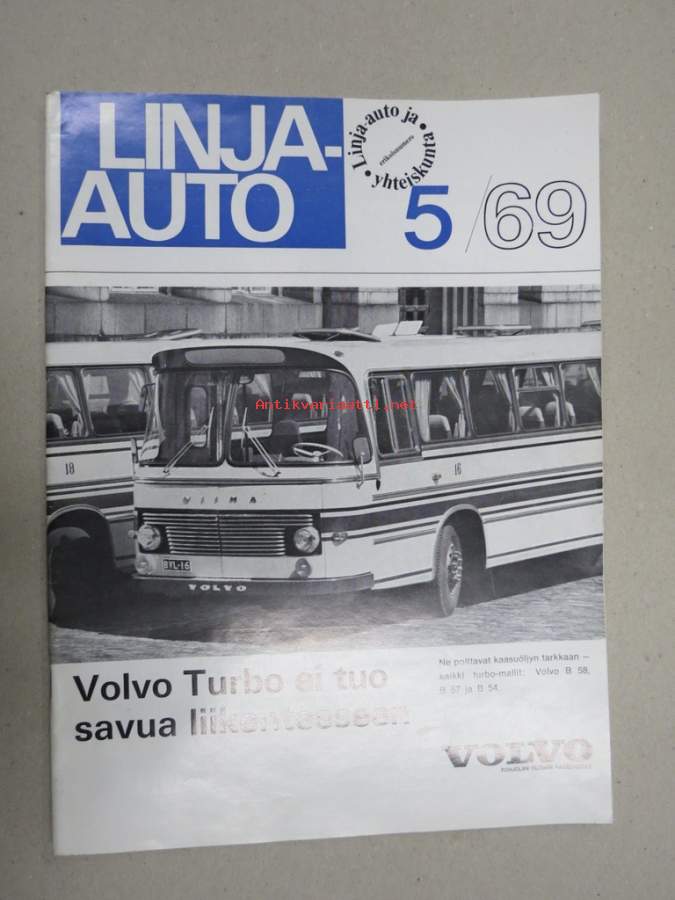 LINJA-
AUTO
Linja-auto ja
erikoisnumero
yhteiskunta
5/69
Antikvariaatti.net
18
16
WIIMA
BVL-16
VOLVO
Volvo Turbo ei tuo
savua liikenteeseen
Ne polttavat kaasuöljyn tarkkaan –
kaikki turbo-mallit: Volvo B 58,
B 57 ja B 54.
VOLVO